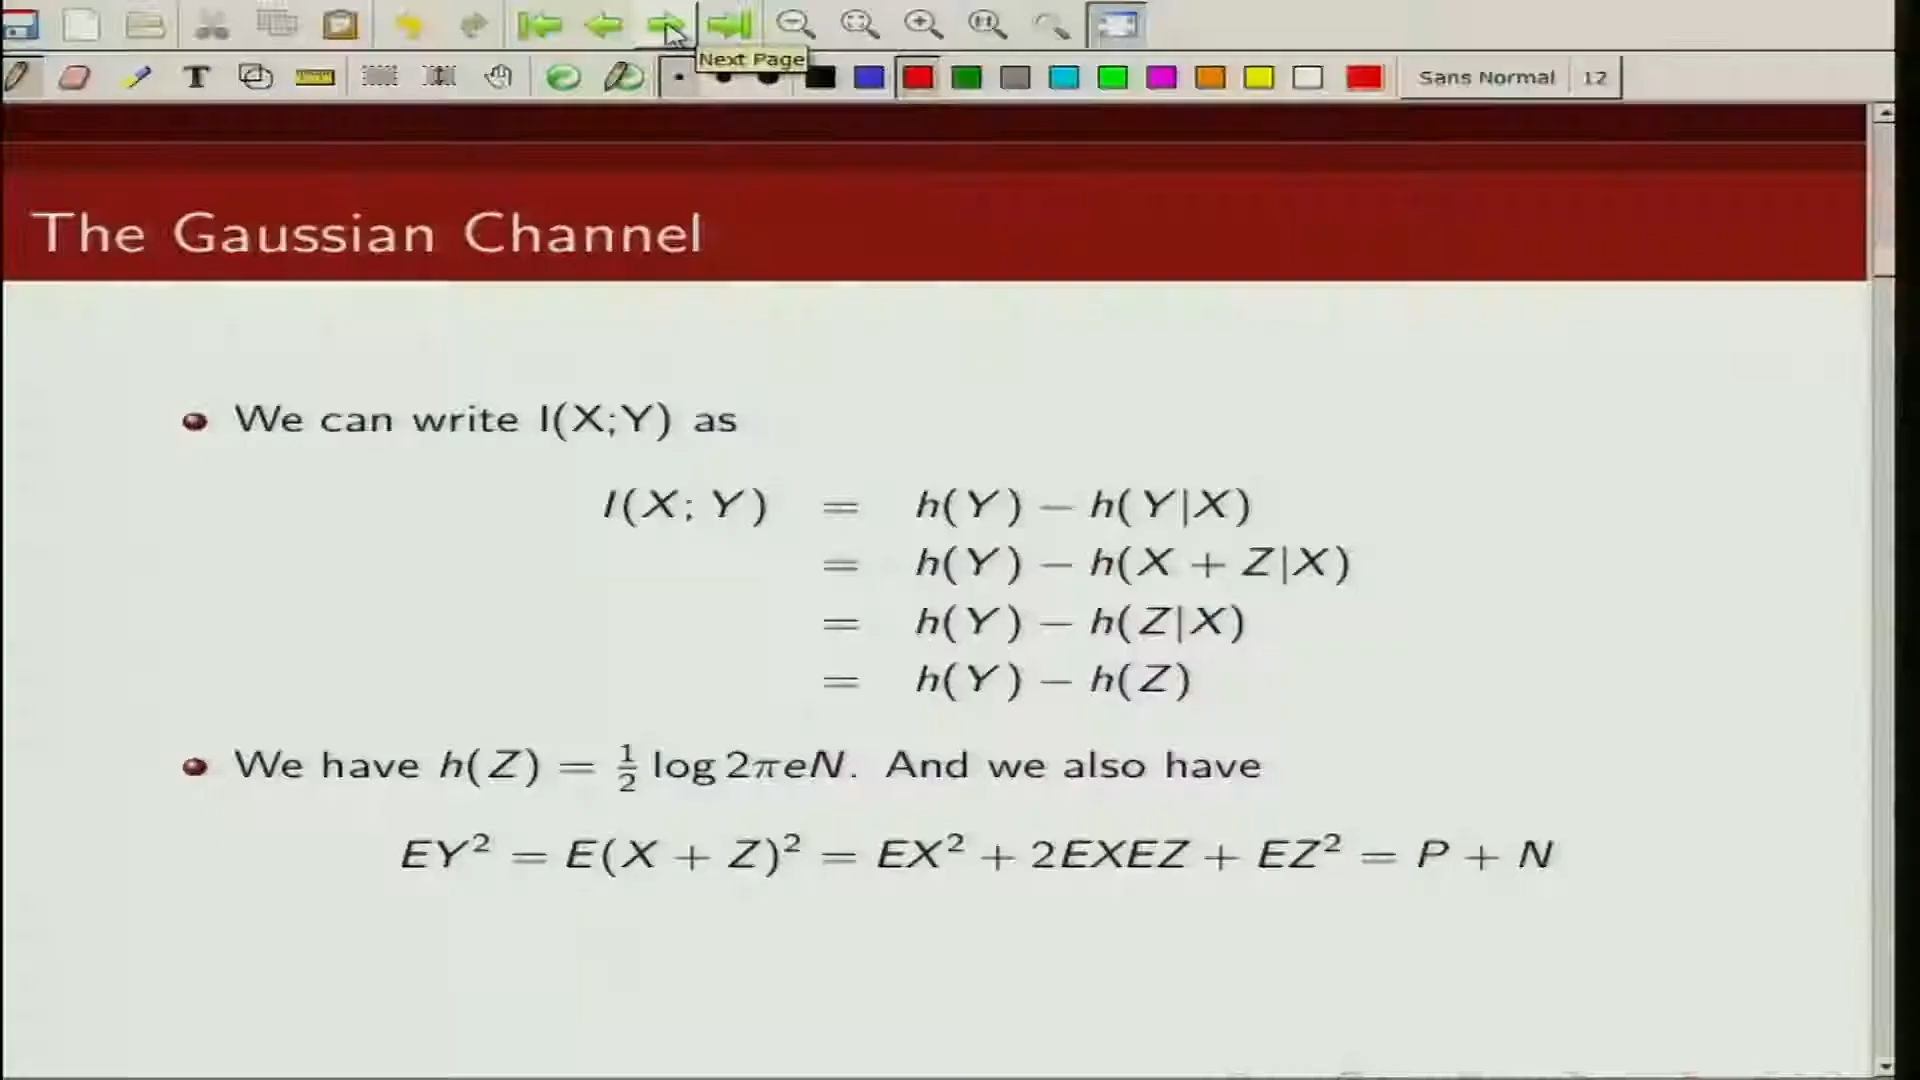 Next Page
T
Sans Normal 12
The Gaussian Channel
We can write I(X;Y) as
I(X; Y) = h(Y) − h(Y|X)
= h(Y) − h(X + Z|X)
= h(Y) − h(Z|X)
= h(Y) − h(Z)
We have h(Z) = ½ log 2πeN. And we also have
EY² = E(X + Z)² = EX² + 2EXEZ + EZ² = P + N